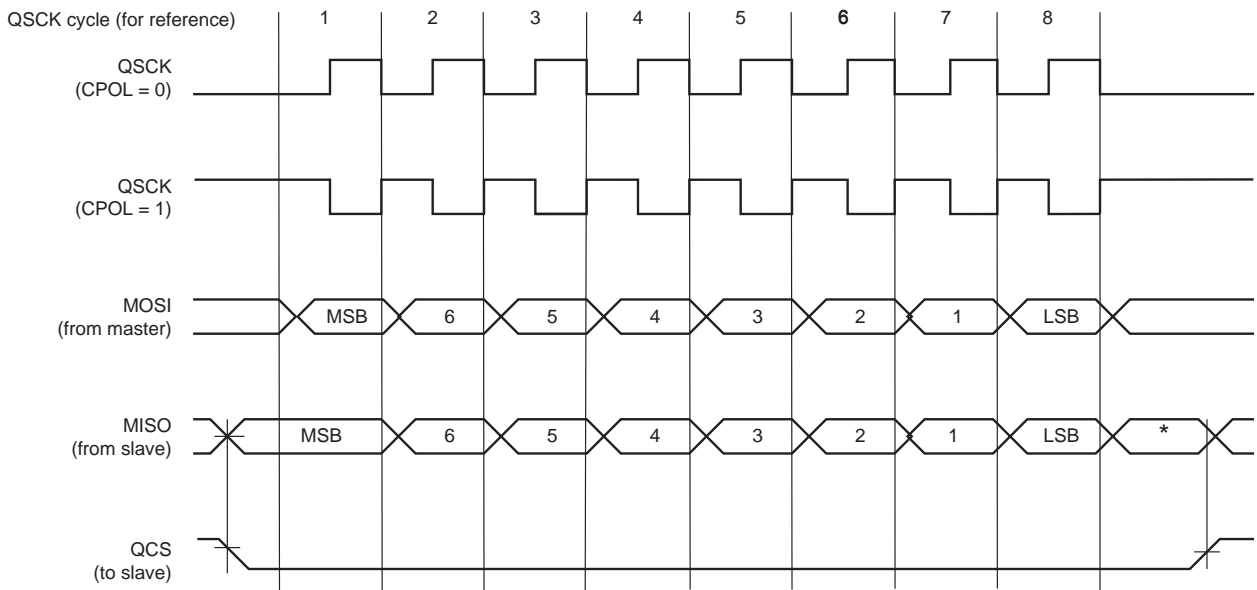 QSCK cycle (for reference) 1 2 3 4 5 6 7 8
QSCK
(CPOL = 0)
QSCK
(CPOL = 1)
MOSI
(from master)
MSB 6 5 4 3 2 1 LSB
MISO
(from slave)
MSB 6 5 4 3 2 1 LSB *
QCS
(to slave)